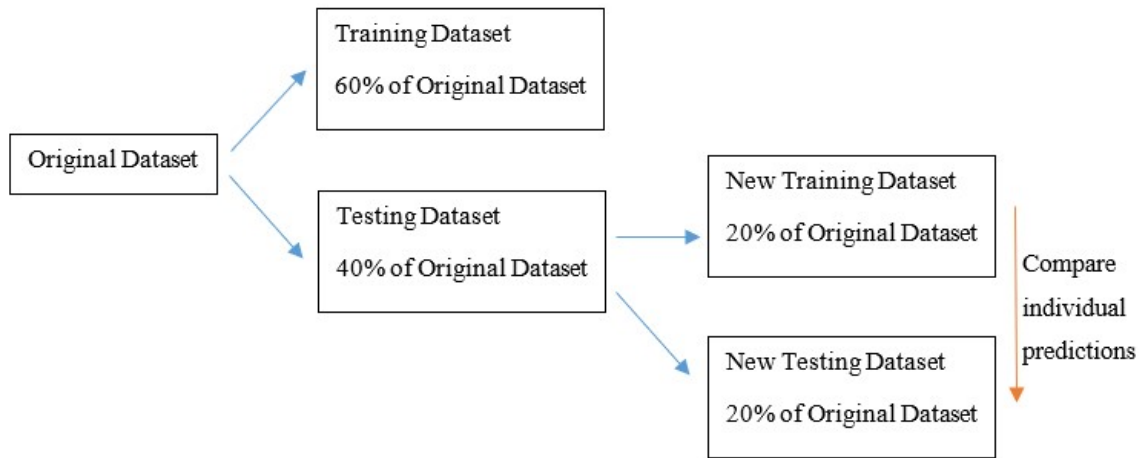 Training Dataset
60% of Original Dataset
Original Dataset
Testing Dataset
40% of Original Dataset
New Training Dataset
20% of Original Dataset
Compare
individual
predictions
New Testing Dataset
20% of Original Dataset